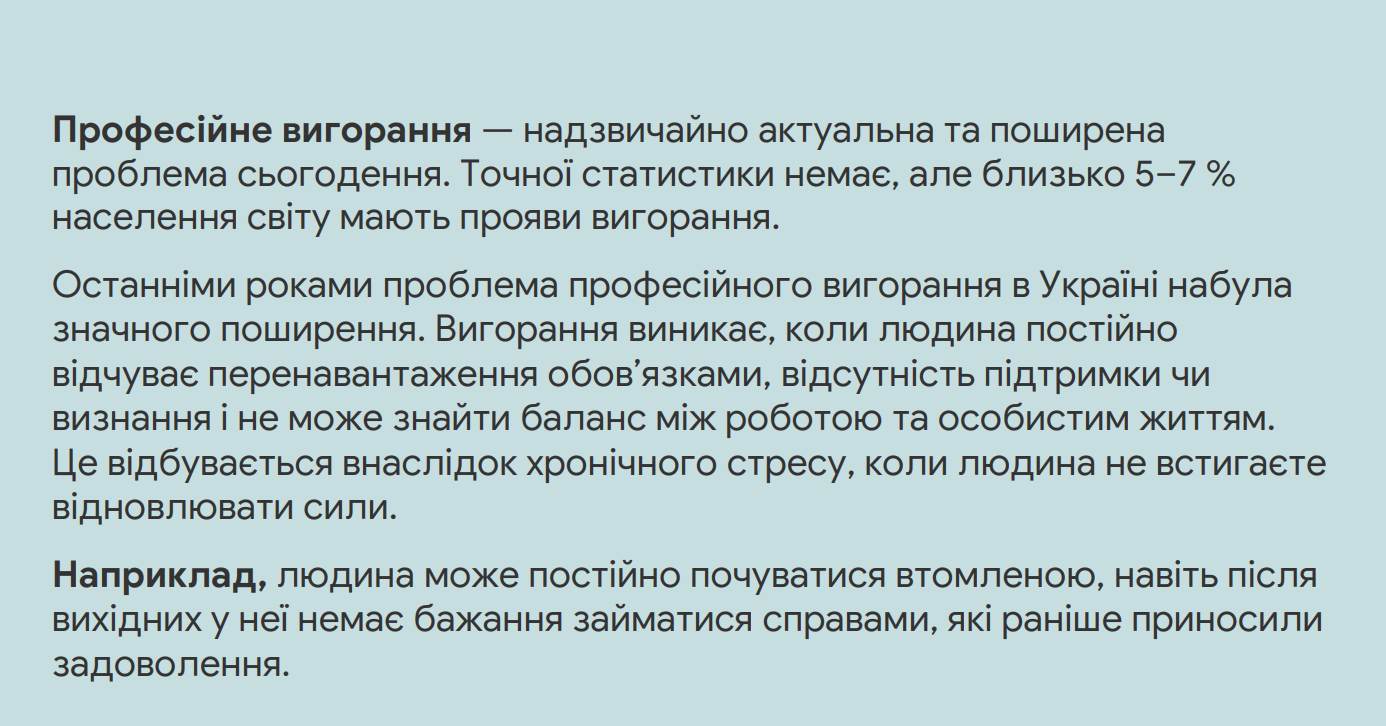 Професійне вигорання — надзвичайно актуальна та поширена
проблема сьогодення. Точної статистики немає, але близько 5–7 %
населення світу мають прояви вигорання.
Останніми роками проблема професійного вигорання в Україні набула
значного поширення. Вигорання виникає, коли людина постійно
відчуває перенавантаження обов’язками, відсутність підтримки чи
визнання і не може знайти баланс між роботою та особистим життям.
Це відбувається внаслідок хронічного стресу, коли людина не встигаєте
відновлювати сили.
Наприклад, людина може постійно почуватися втомленою, навіть після
вихідних у неї немає бажання займатися справами, які раніше приносили
задоволення.